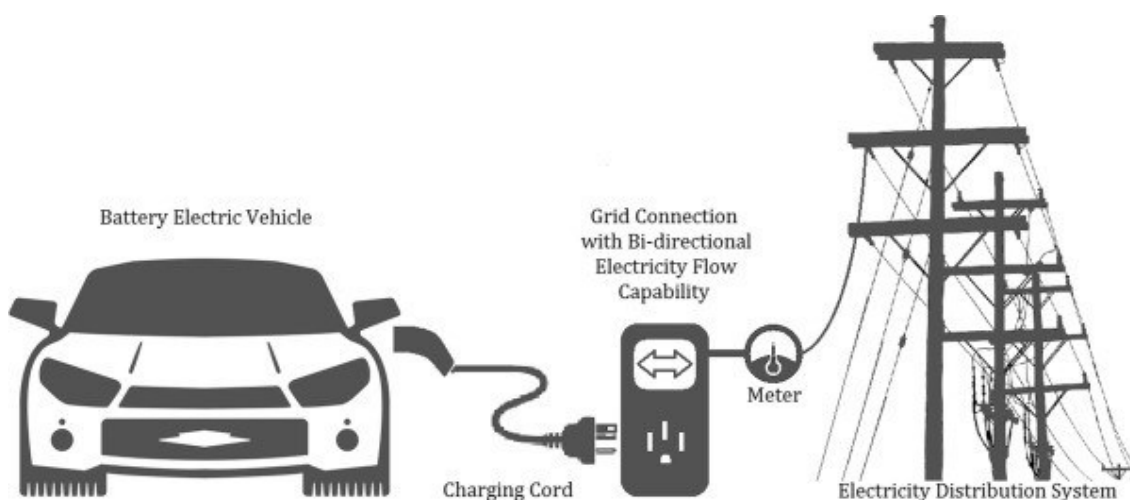 Battery Electric Vehicle
Grid Connection
with Bi-directional
Electricity Flow
Capability
Meter
Charging Cord
Electricity Distribution System